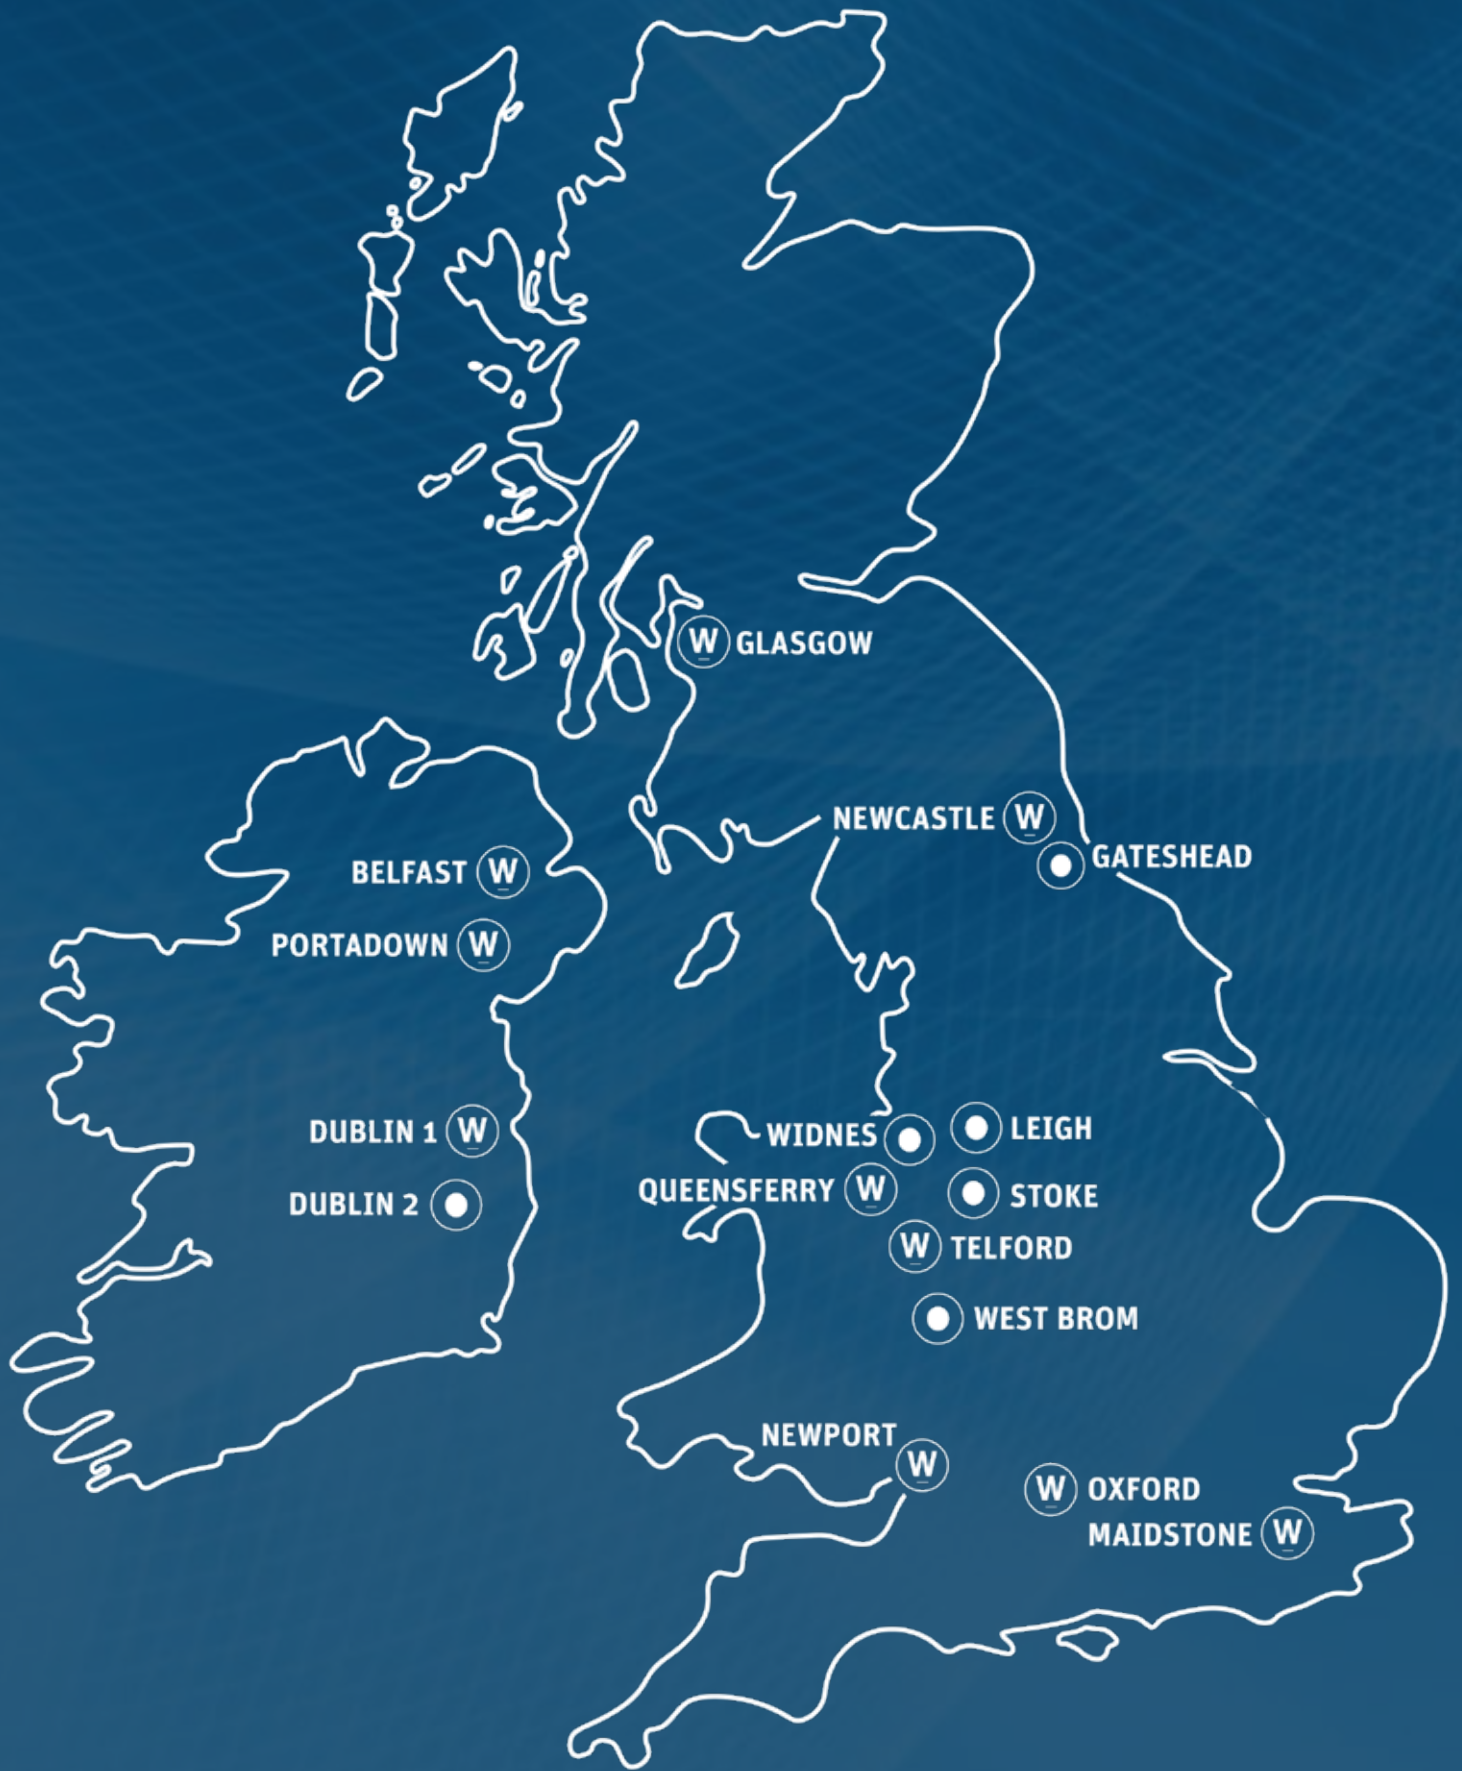 W GLASGOW
NEWCASTLE W
GATESHEAD
BELFAST W
PORTADOWN W
DUBLIN 1 W
WIDNES
LEIGH
QUEENSFERRY W
STOKE
DUBLIN 2
W TELFORD
WEST BROM
NEWPORT
W
W OXFORD
MAIDSTONE W